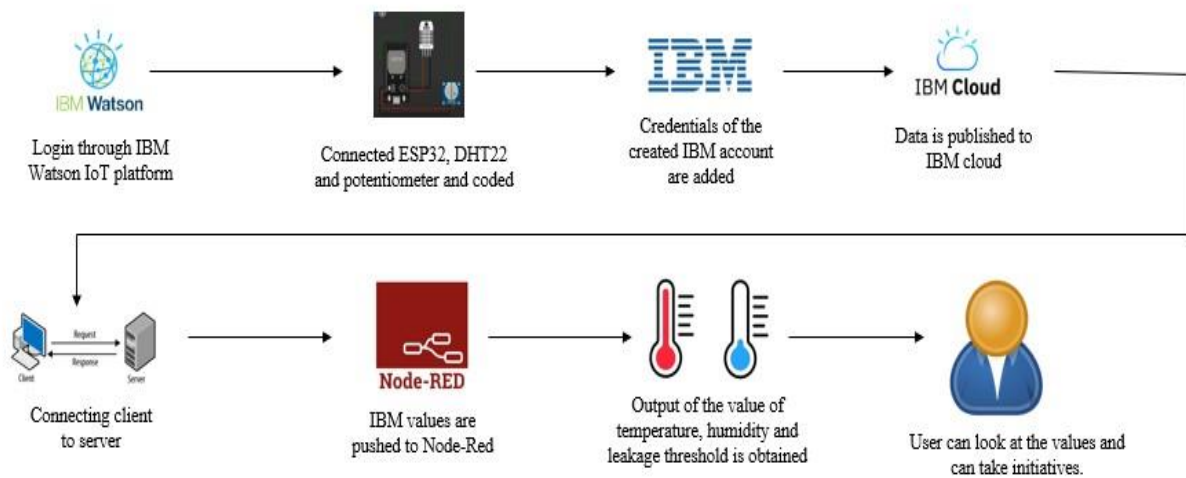 IBM Watson
Login through IBM
Watson IoT platform
Connected ESP32, DHT22
and potentiometer and coded
IBM
Credentials of the
created IBM account
are added
IBM Cloud
Data is published to
IBM cloud
Request
Response
Client
Server
Connecting client
to server
Node-RED
IBM values are
pushed to Node-Red
Output of the value of
temperature, humidity and
leakage threshold is obtained
User can look at the values and
can take initiatives.